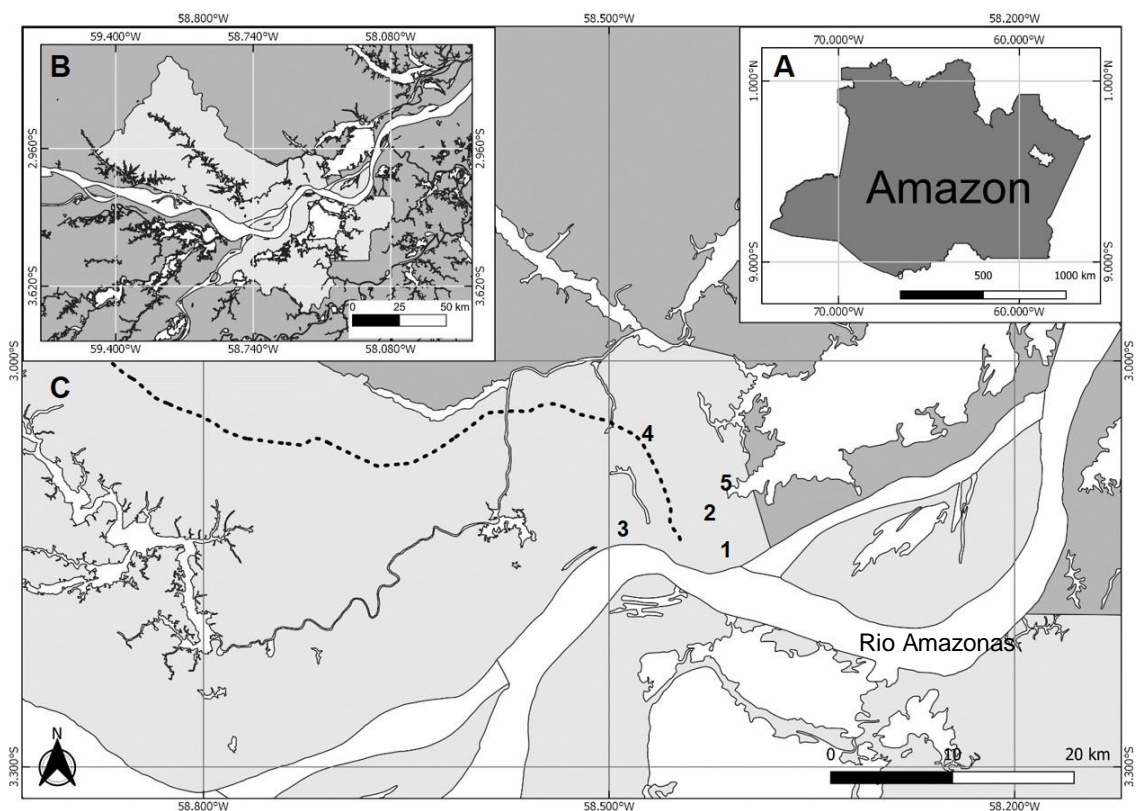 58.800°W
58.500°W
58.200°W
B
59.400°W
58.740°W
58.080°W
2.960°S
2.960°S
3.620°S
3.620°S
0
25
50 km
59.400°W
58.740°W
58.080°W
A
70.000°W
60.000°W
1.000°N
1.000°N
Amazon
9.000°S
9.000°S
0
500
1000 km
70.000°W
60.000°W
3.000°S
3.000°S
C
4
5
2
3
1
Rio Amazonas
N
0
10
20 km
3.300°S
3.300°S
58.800°W
58.500°W
58.200°W